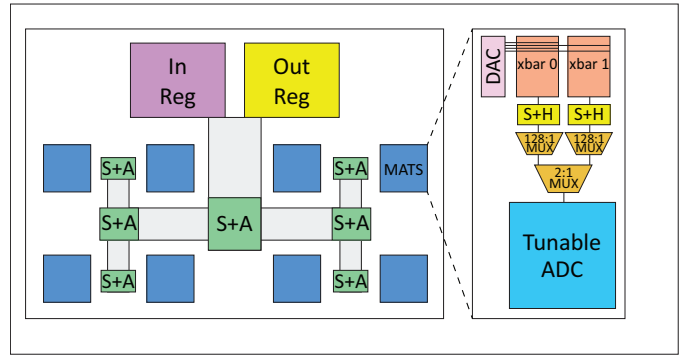 In
Reg
Out
Reg
S+A
S+A
MATS
S+A
S+A
S+A
S+A
S+A
DAC
xbar 0
xbar 1
S+H
S+H
128:1
MUX
128:1
MUX
2:1
MUX
Tunable
ADC